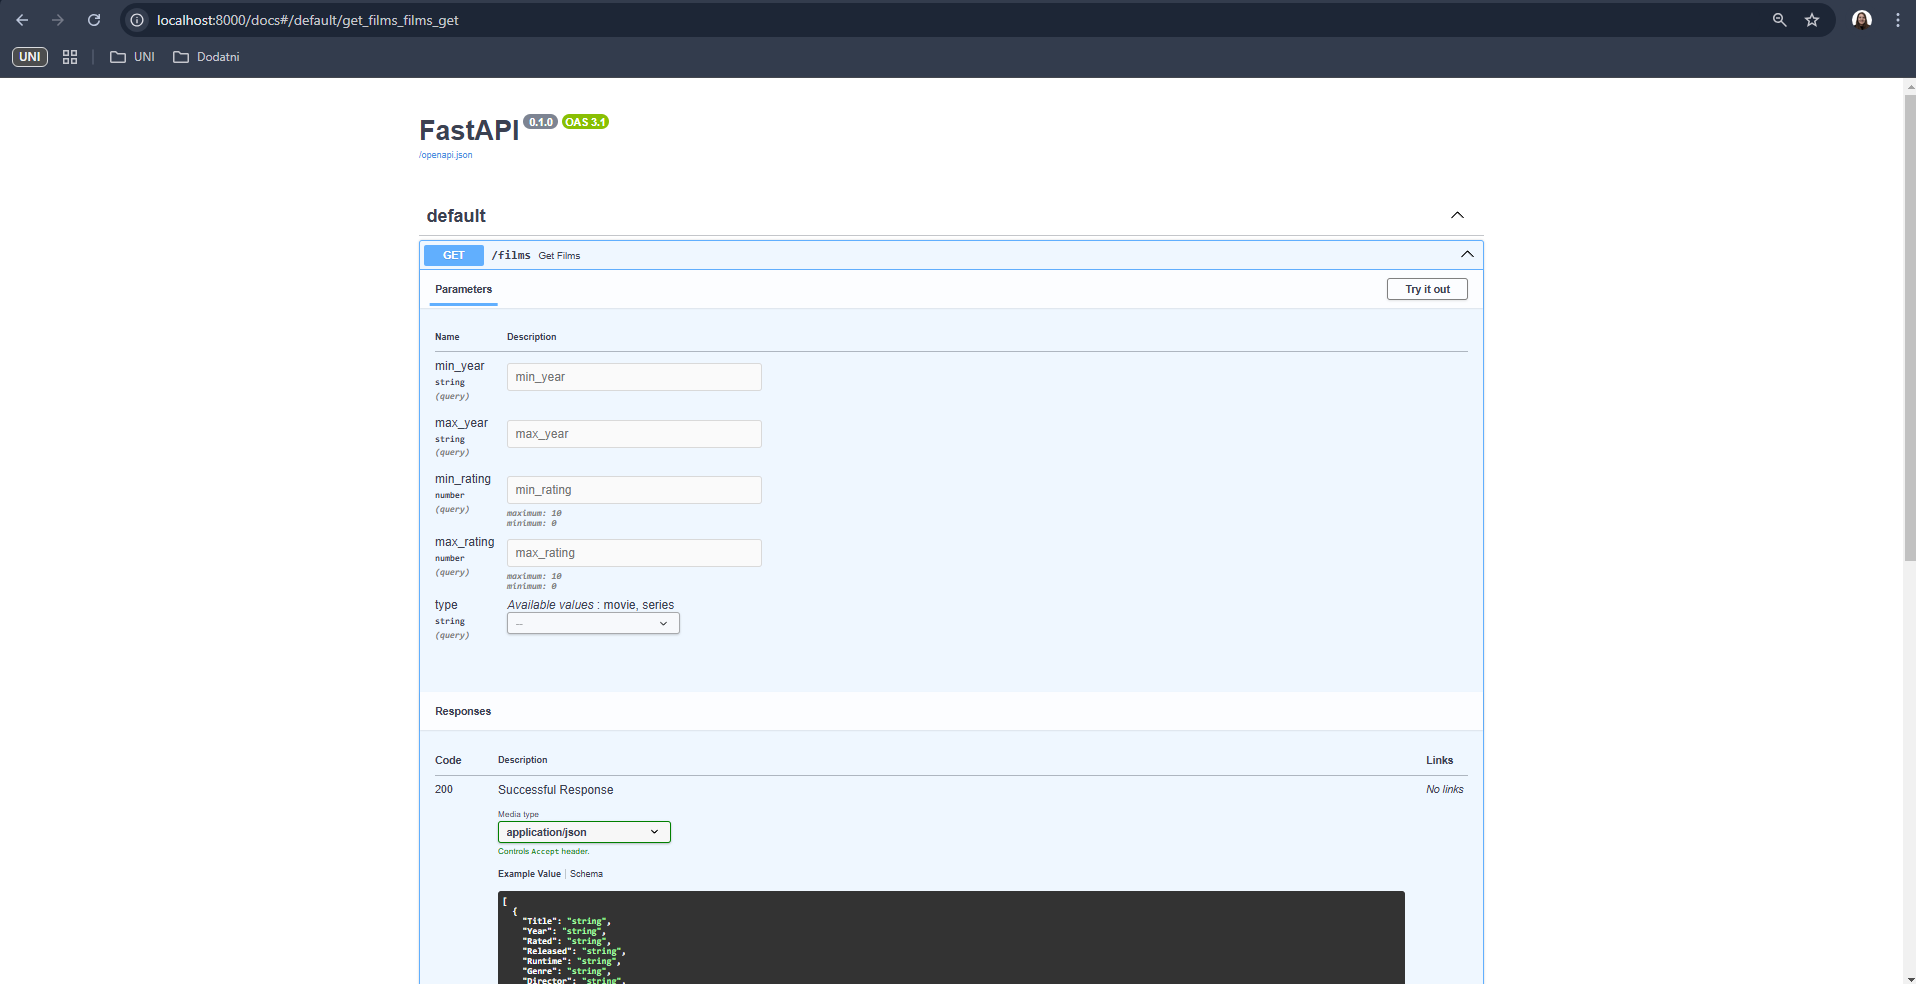 localhost:8000/docs#/default/get_films_films_get
UNI UNI Dodatni
FastAPI 0.1.0 OAS 3.1
/openapi.json
default
GET /films Get Films
Parameters Try it out
Name Description
min_year min_year
string
(query)
max_year max_year
string
(query)
min_rating min_rating
number
(query)
maximum: 10
minimum: 0
max_rating max_rating
number
(query)
maximum: 10
minimum: 0
type Available values : movie, series
string --
(query)
Responses
Code Description Links
200 Successful Response No links
Media type
application/json
Controls Accept header.
Example Value | Schema
[
{
"Title": "string",
"Year": "string",
"Rated": "string",
"Released": "string",
"Runtime": "string",
"Genre": "string",
"Director": "string",